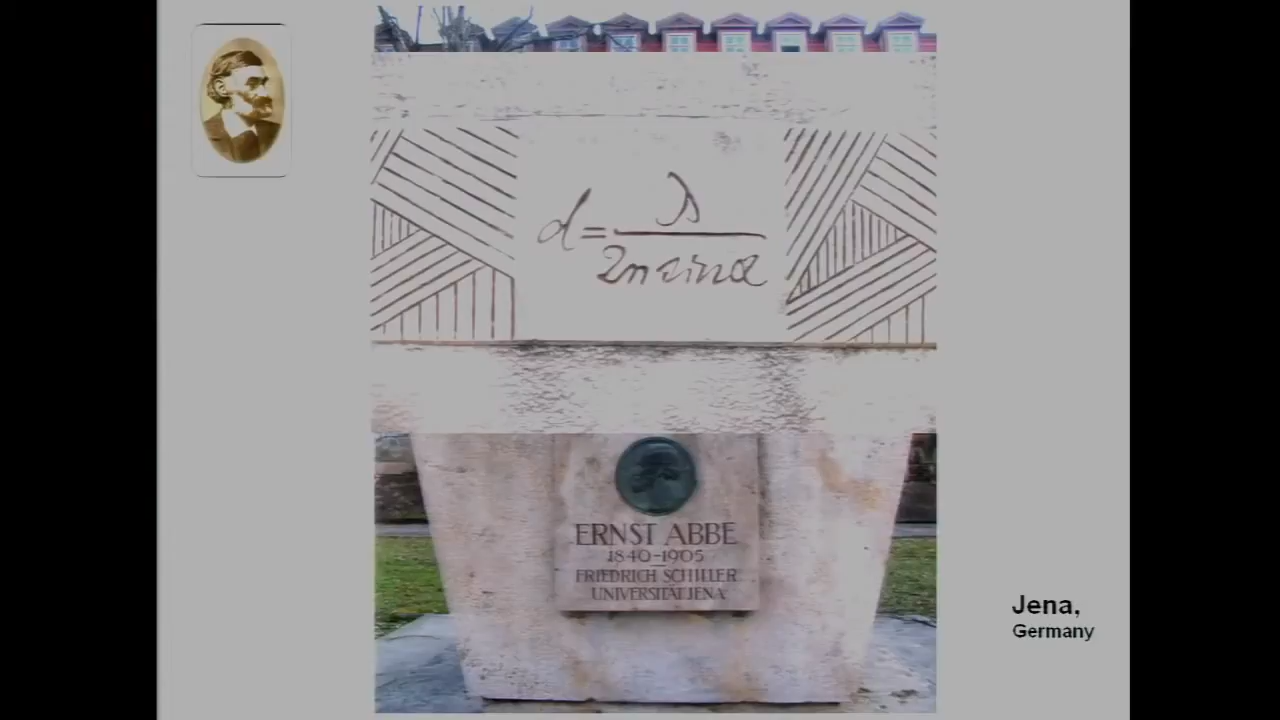 d = λ / 2n sin α
ERNST ABBE
1840-1905
FRIEDRICH SCHILLER
UNIVERSITÄT JENA
Jena,
Germany